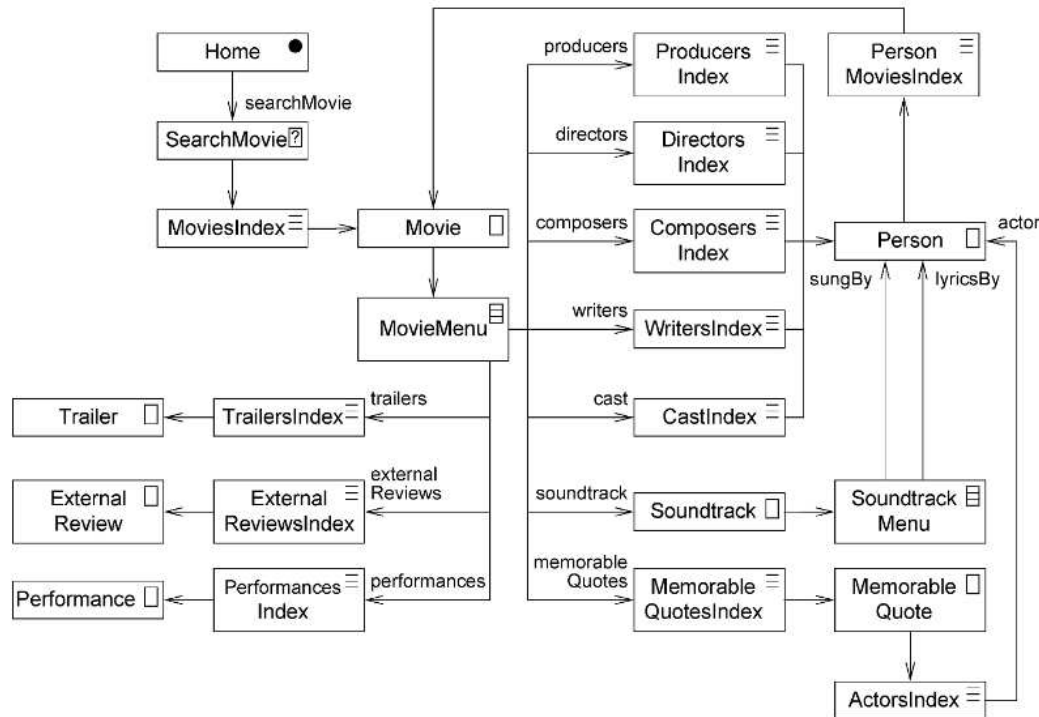 Home
searchMovie
SearchMovie ?
MoviesIndex
Movie
MovieMenu
producers
Producers
Index
directors
Directors
Index
composers
Composers
Index
writers
WritersIndex
cast
CastIndex
soundtrack
Soundtrack
Soundtrack
Menu
memorable
Quotes
Memorable
QuotesIndex
Memorable
Quote
ActorsIndex
Person
MoviesIndex
Person
actor
sungBy
lyricsBy
trailers
TrailersIndex
Trailer
external
Reviews
External
ReviewsIndex
External
Review
performances
Performances
Index
Performance